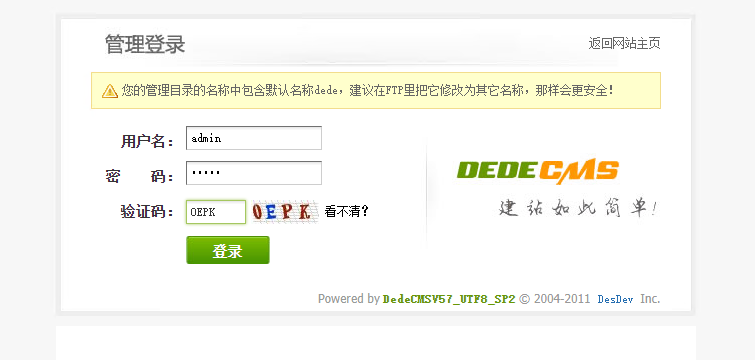 管理登录
返回网站主页
您的管理目录的名称中包含默认名称dede，建议在FTP里把它修改为其它名称，那样会更安全！
用户名： admin
密 码： •••••
验证码： OEPK OEPK 看不清？
登录
DEDECMS
建站如此简单！
Powered by DedeCMSV57_UTF8_SP2 © 2004-2011 DesDev Inc.